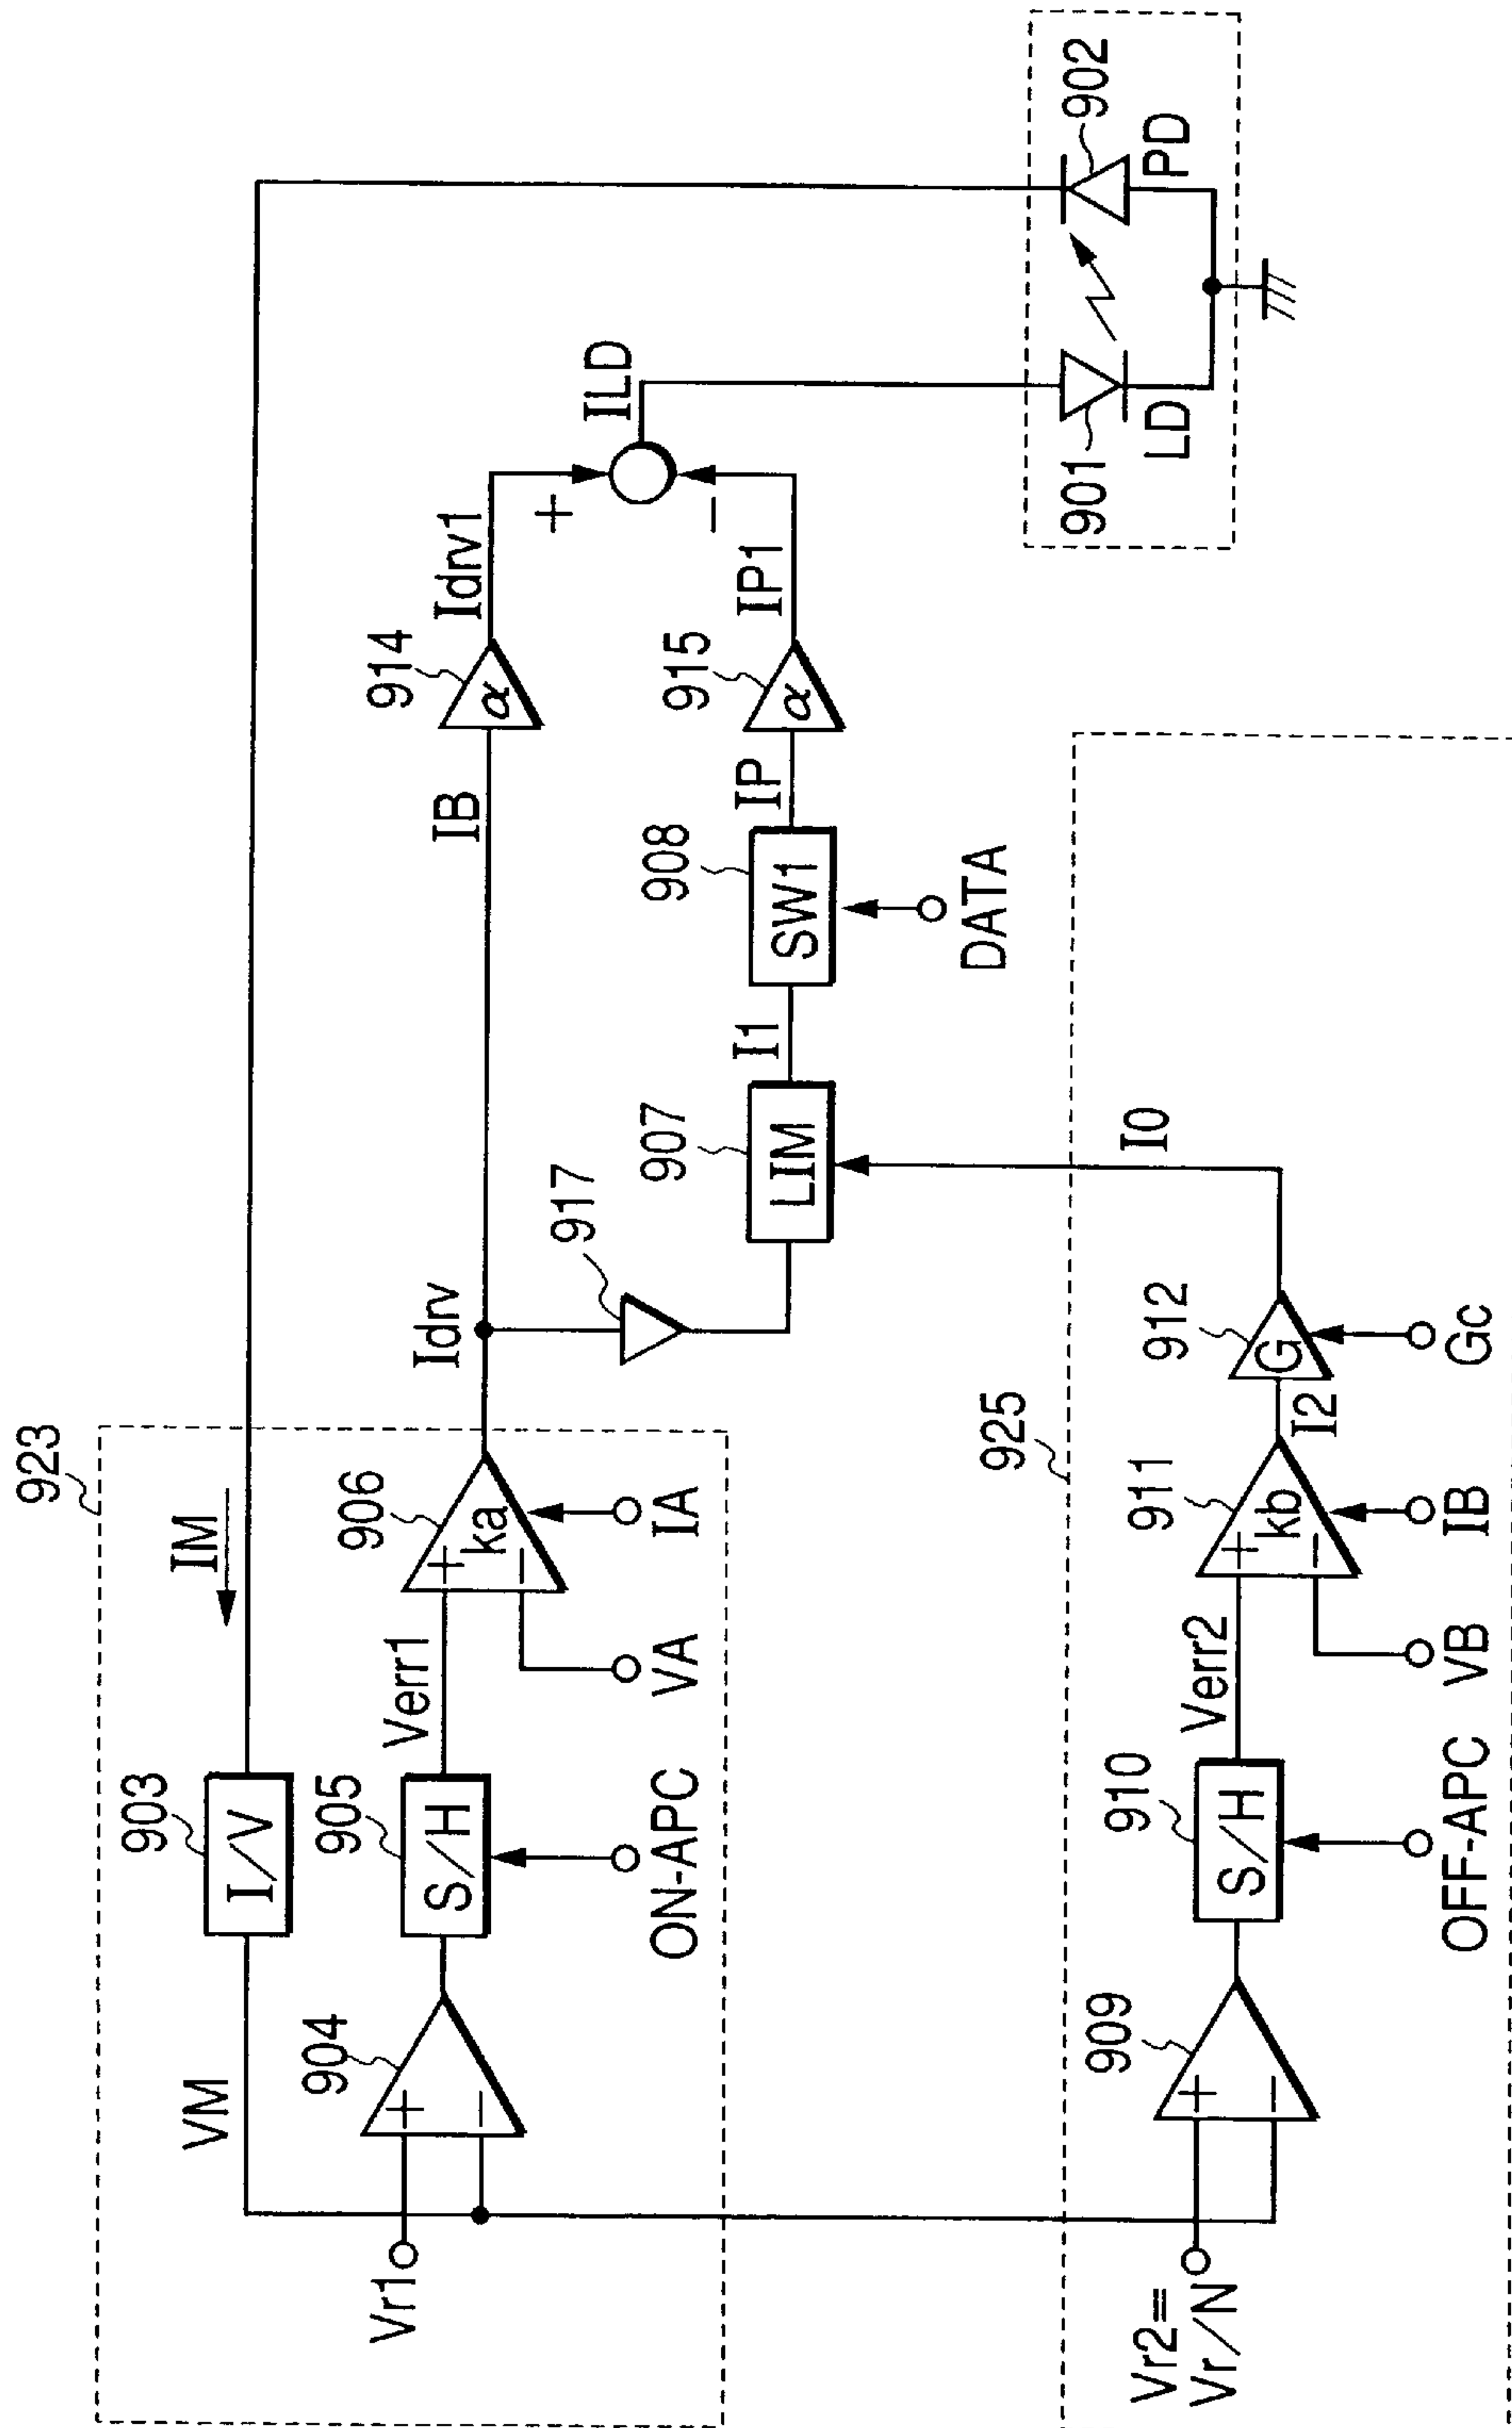 923
IM
903
I/V
VM
904
+
−
Vr1
905
S/H
ON-APC
Verr1
906
+
−
ka
VA
IA
Idrv
917
IB
914
α
Idrv1
+
−
ILD
907
LIM
I1
908
SW1
DATA
IP
915
α
IP1
901
LD
902
PD
925
Vr2=
Vr/N
909
+
−
910
S/H
OFF-APC
Verr2
911
+
−
kb
VB
IB
I2
912
G
Gc
I0